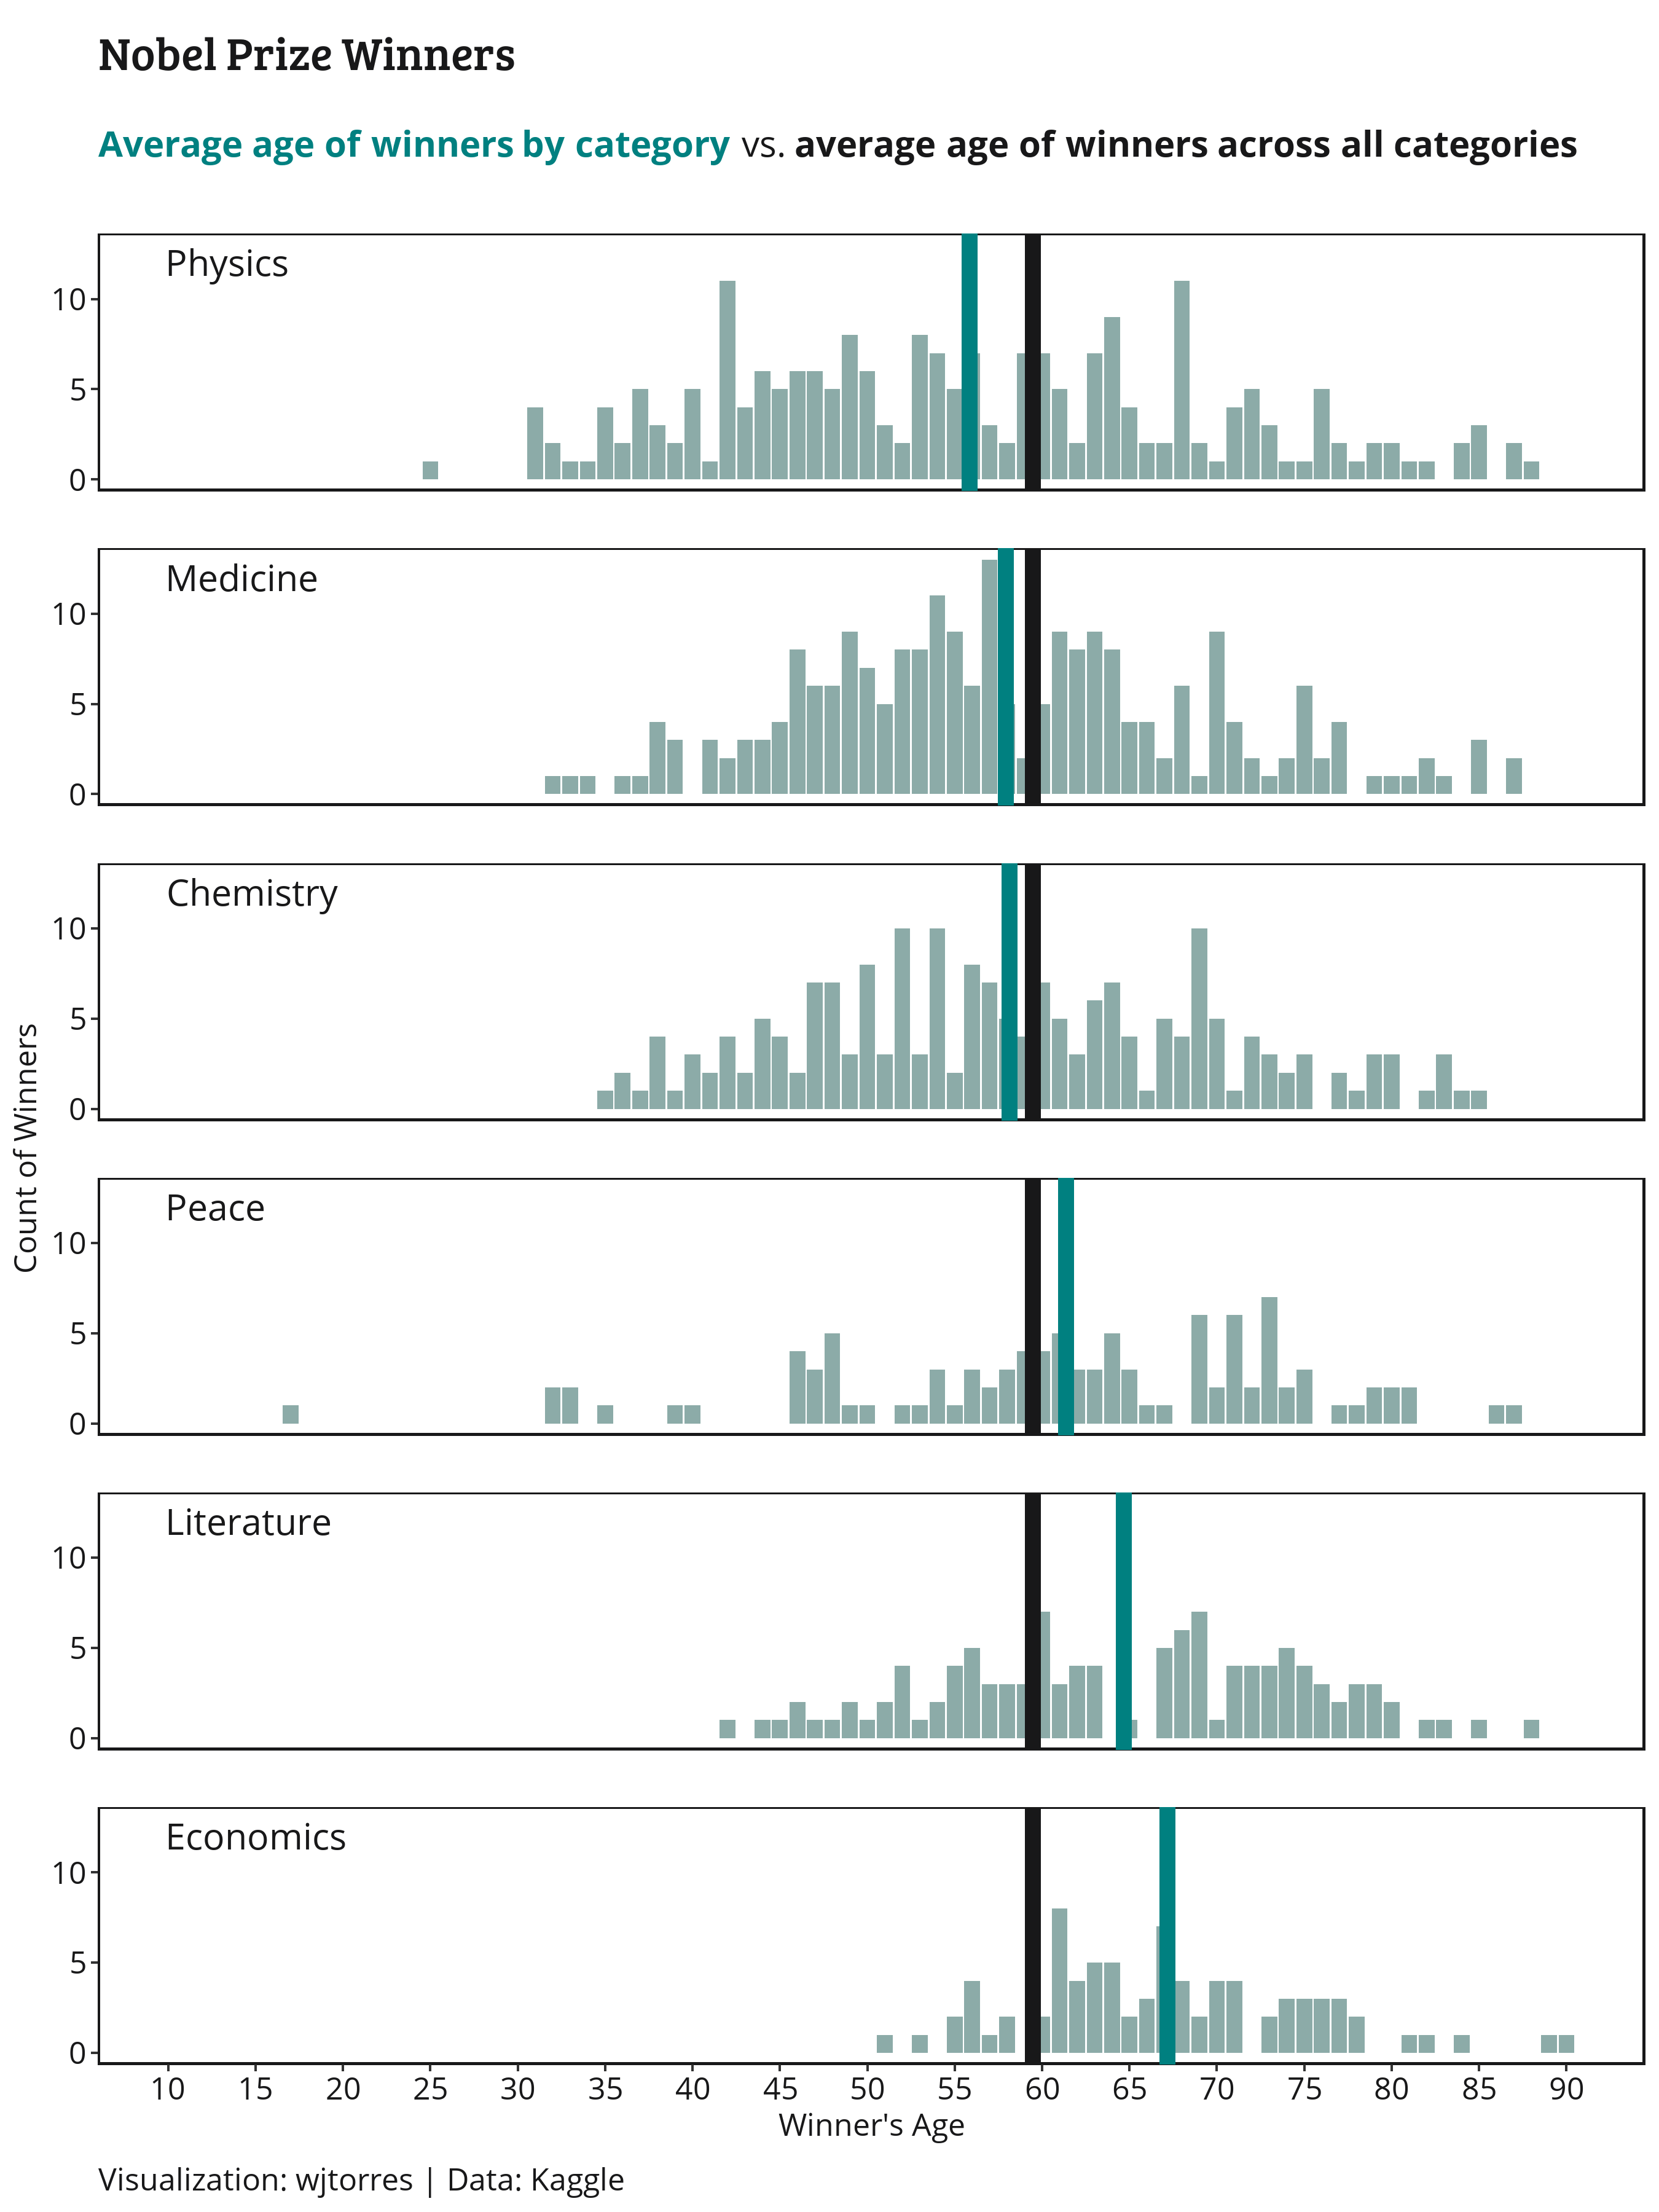 Nobel Prize Winners
Average age of winners by category vs. average age of winners across all categories
Physics
10
5
0
Medicine
10
5
0
Chemistry
10
5
0
Count of Winners
Peace
10
5
0
Literature
10
5
0
Economics
10
5
0
10 15 20 25 30 35 40 45 50 55 60 65 70 75 80 85 90
Winner's Age
Visualization: wjtorres | Data: Kaggle